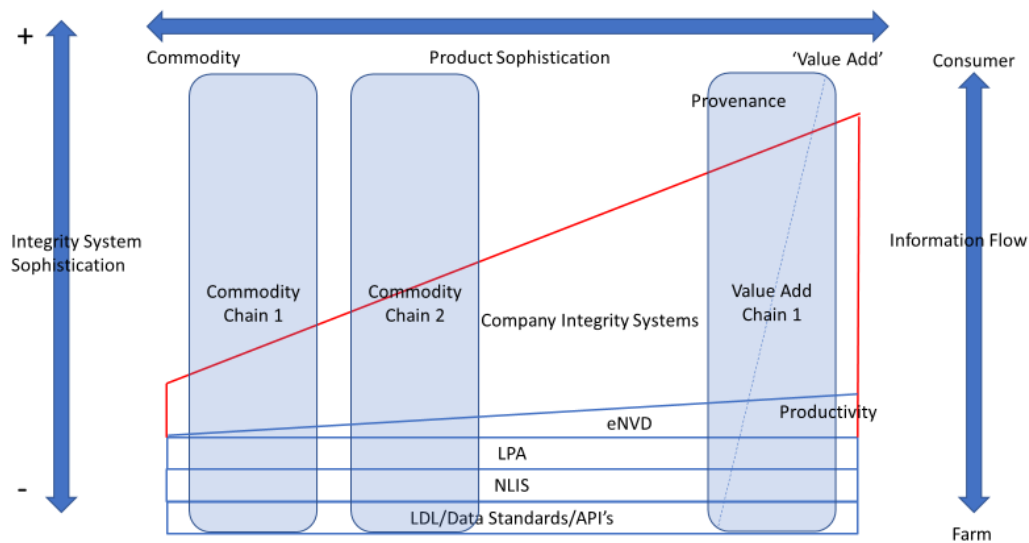 +
Commodity
Product Sophistication
‘Value Add’
Consumer
Provenance
Integrity System
Sophistication
Information Flow
Commodity
Chain 1
Commodity
Chain 2
Company Integrity Systems
Value Add
Chain 1
Productivity
eNVD
LPA
NLIS
-
LDL/Data Standards/API’s
Farm